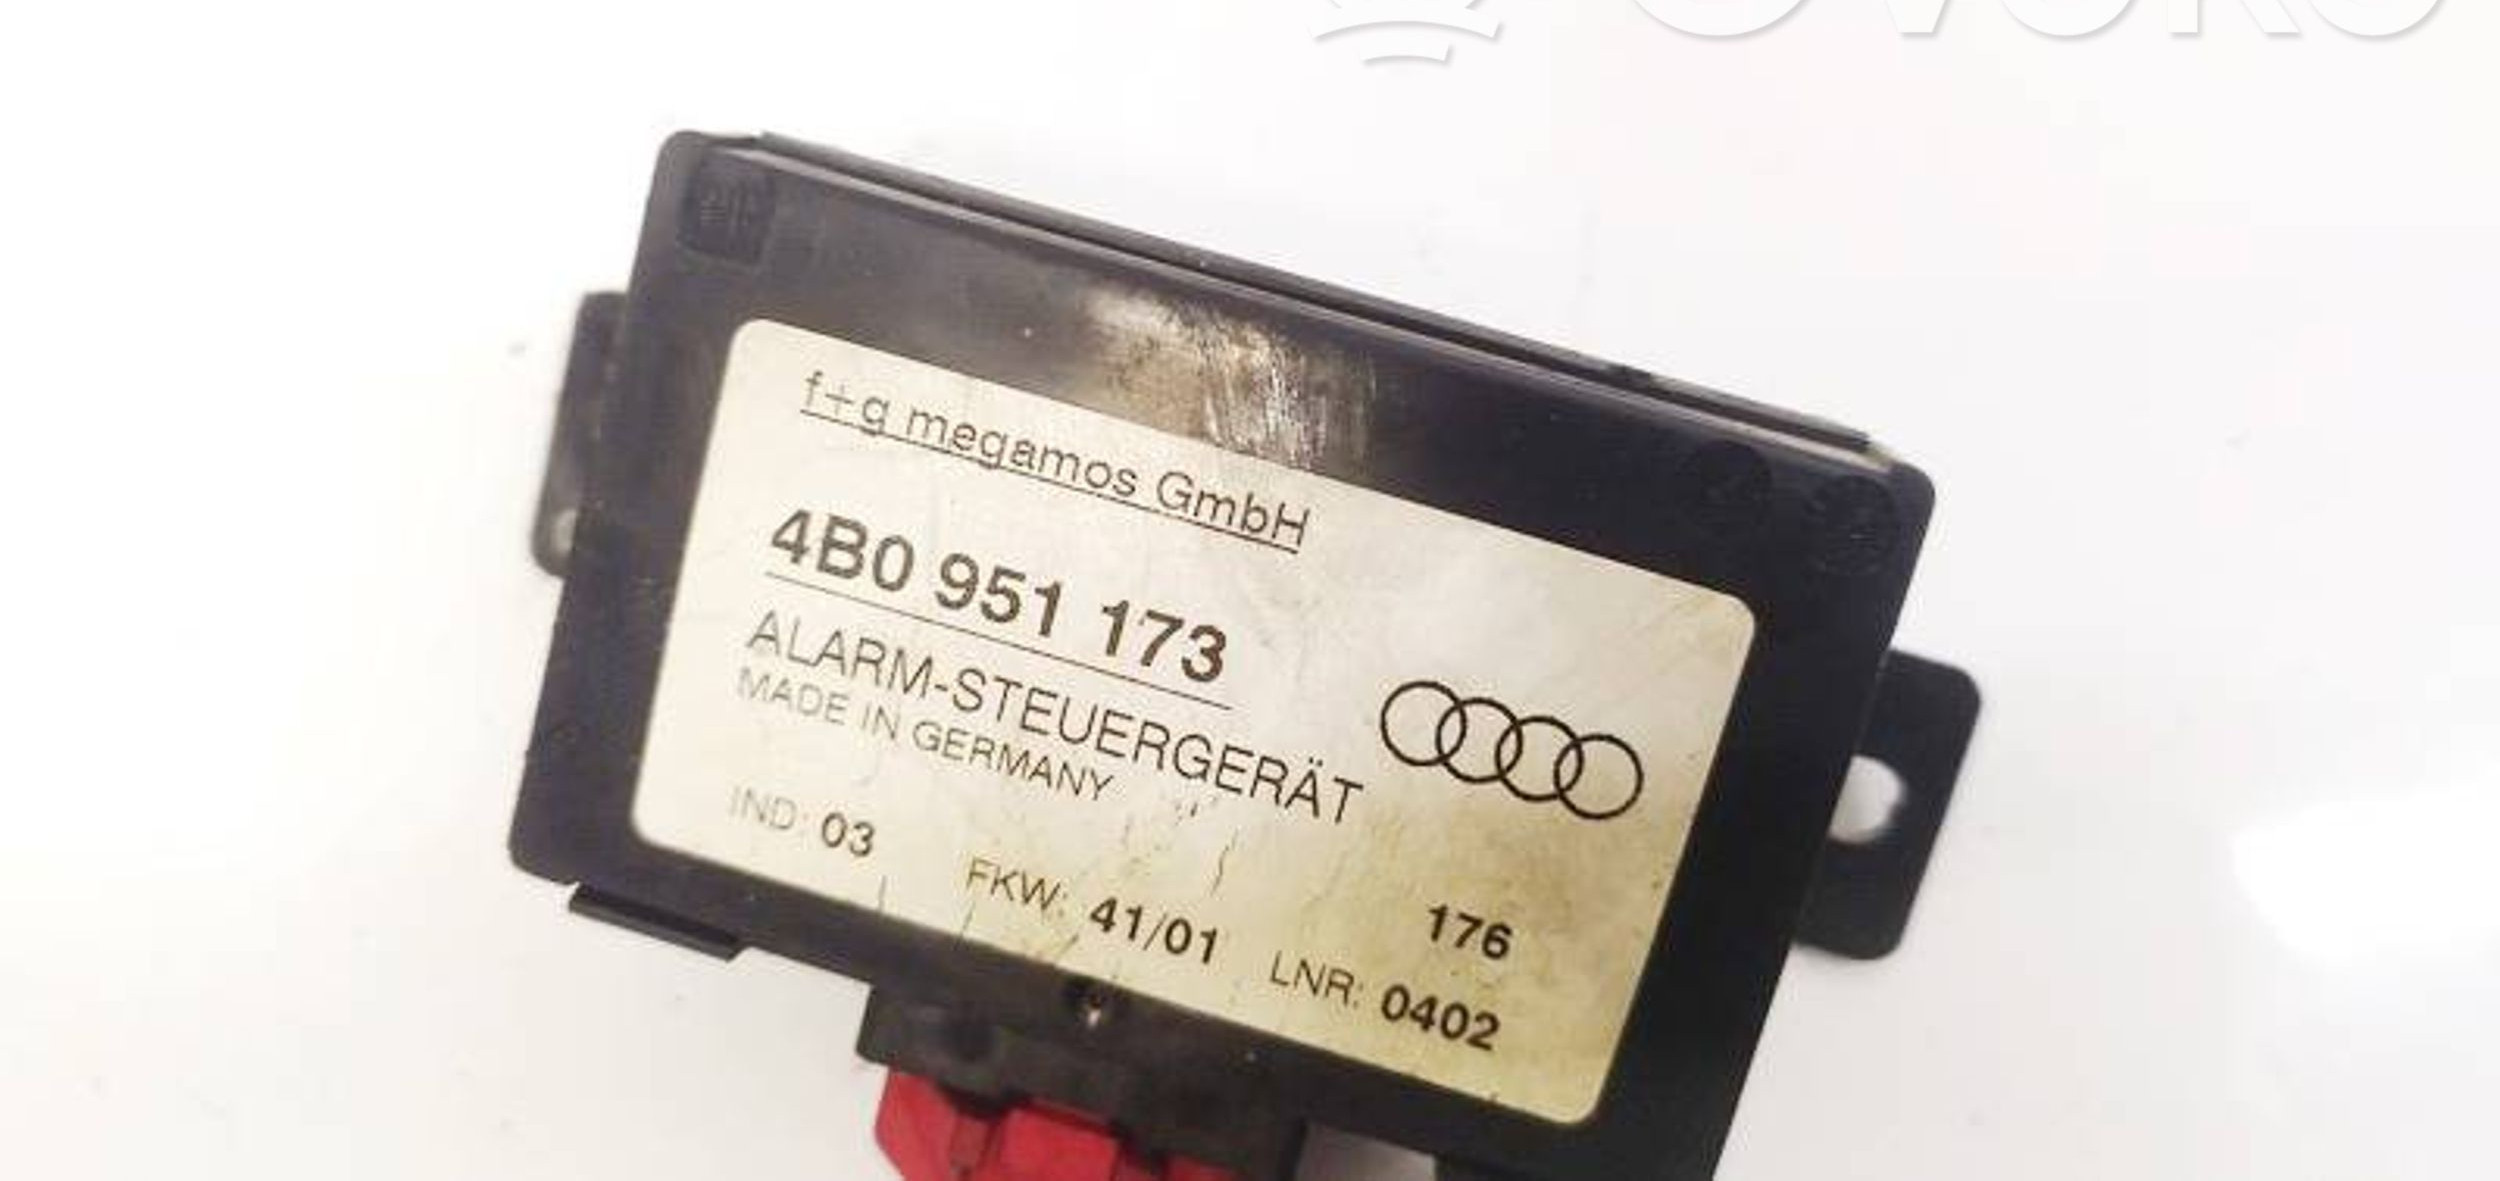 f+g megamos GmbH
4B0 951 173
ALARM-STEUERGERÄT
MADE IN GERMANY
IND: 03
FKW: 41/01
176
LNR: 0402